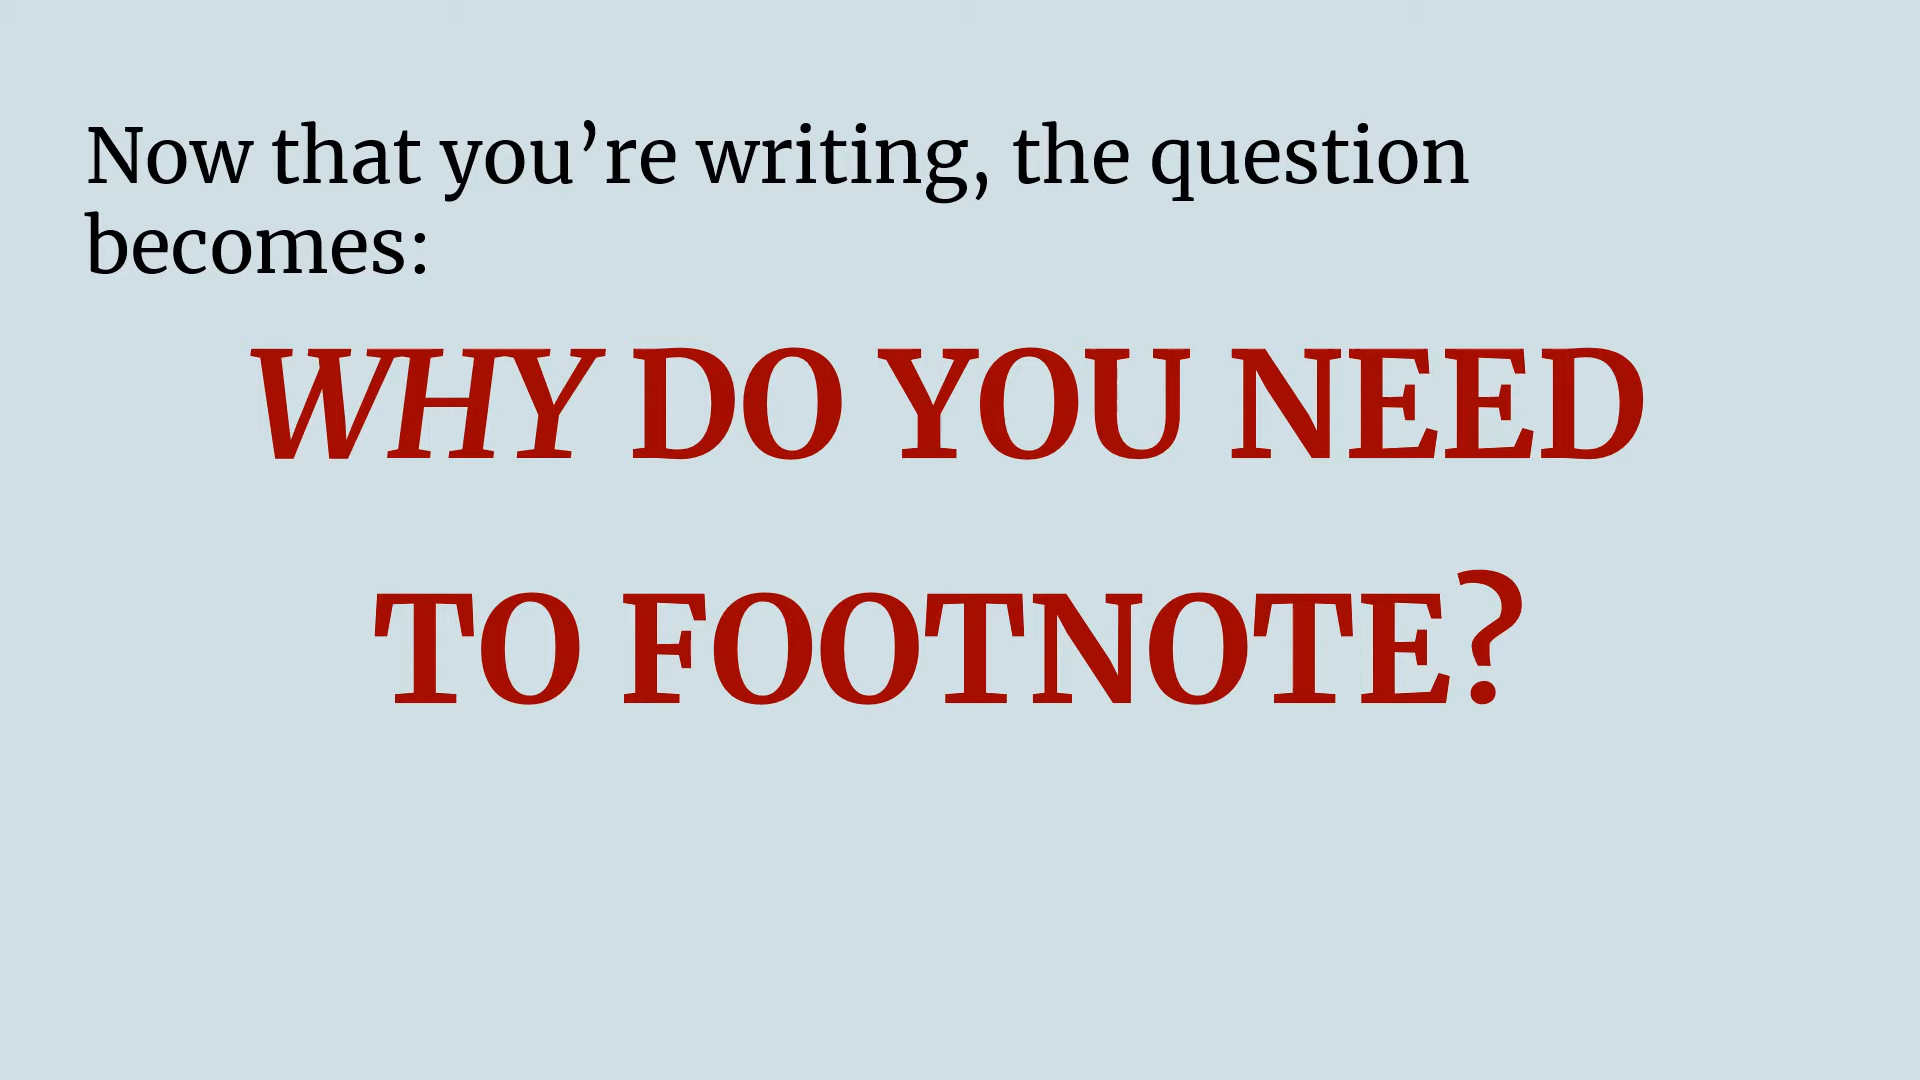 Now that you’re writing, the question
becomes:
WHY DO YOU NEED
TO FOOTNOTE?